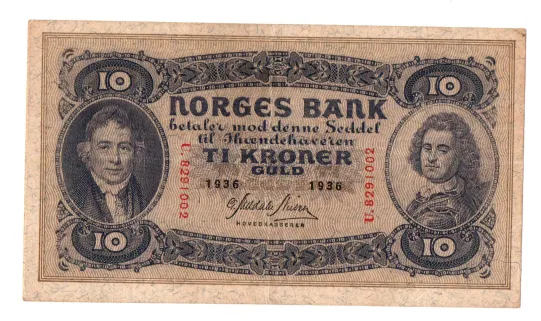 10 10
NORGES BANK
betaler mod denne Seddel
til Ihændehaveren
TI KRONER
GULD
1936 1936
HOVEDKASSERER
U.8291002
U.8291002
10 10